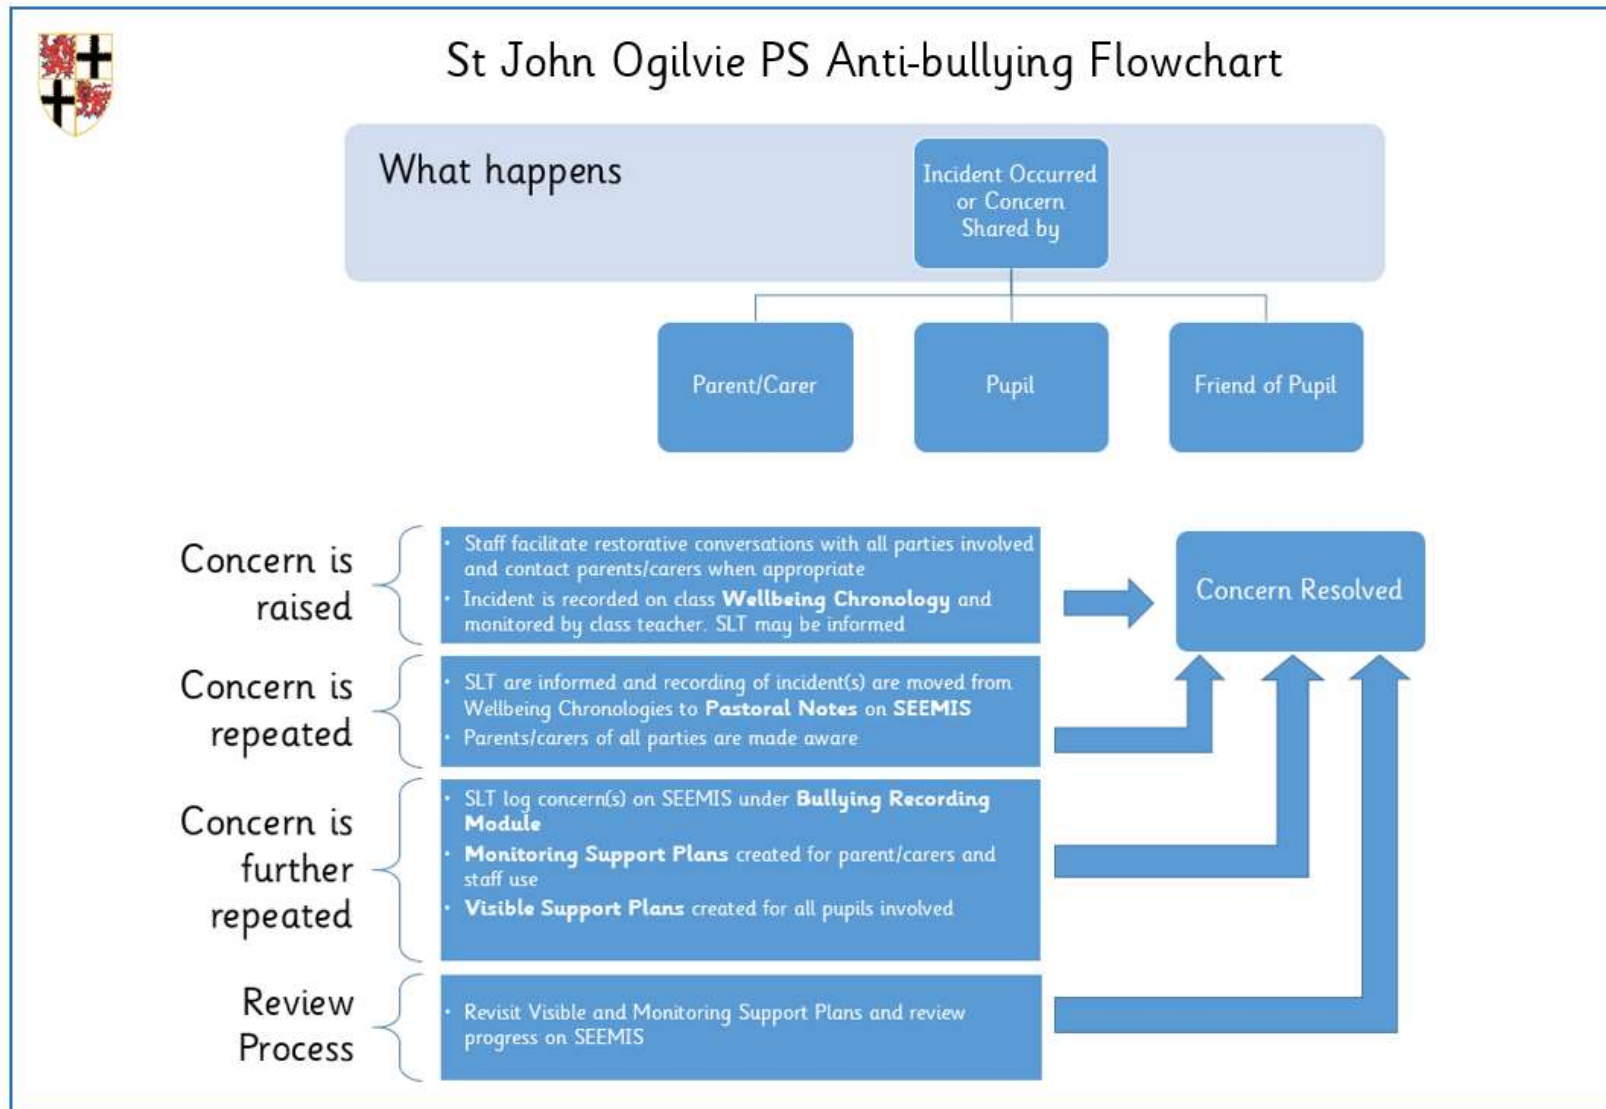 St John Ogilvie PS Anti-bullying Flowchart
What happens
Incident Occurred
or Concern
Shared by
Parent/Carer
Pupil
Friend of Pupil
Concern is
raised
• Staff facilitate restorative conversations with all parties involved
and contact parents/carers when appropriate
• Incident is recorded on class Wellbeing Chronology and
monitored by class teacher. SLT may be informed
Concern Resolved
Concern is
repeated
• SLT are informed and recording of incident(s) are moved from
Wellbeing Chronologies to Pastoral Notes on SEEMIS
• Parents/carers of all parties are made aware
Concern is
further
repeated
• SLT log concern(s) on SEEMIS under Bullying Recording
Module
• Monitoring Support Plans created for parent/carers and
staff use
• Visible Support Plans created for all pupils involved
Review
Process
• Revisit Visible and Monitoring Support Plans and review
progress on SEEMIS